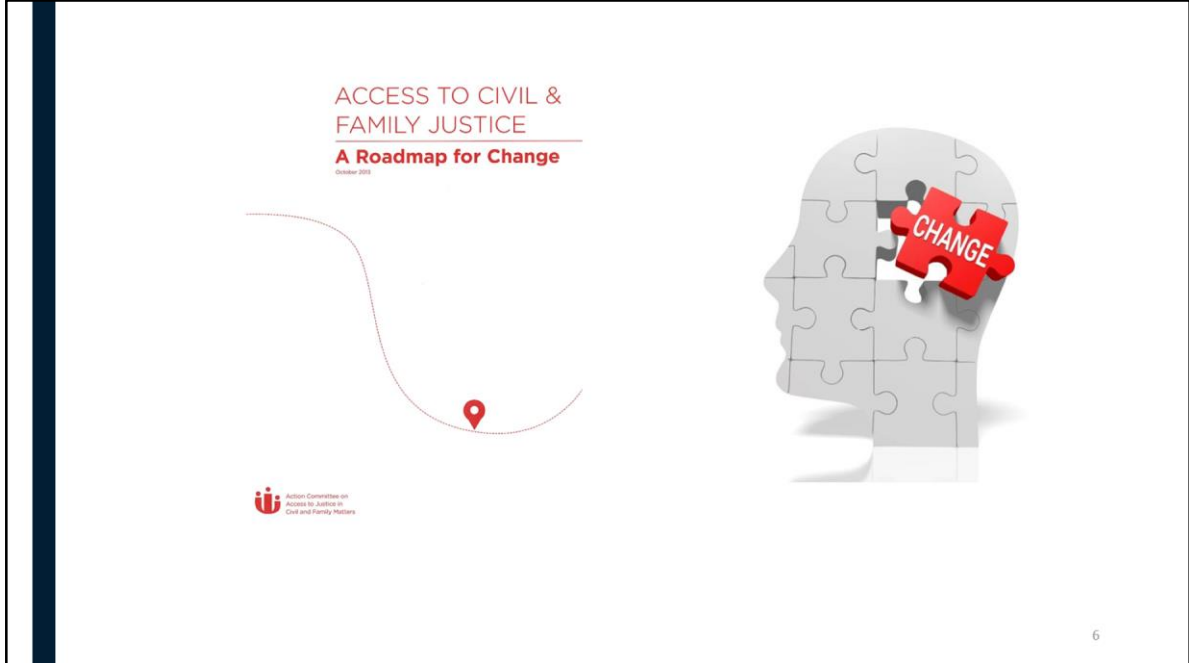 ACCESS TO CIVIL &
FAMILY JUSTICE
A Roadmap for Change
October 2013
Action Committee on
Access to Justice in
Civil and Family Matters
CHANGE
6